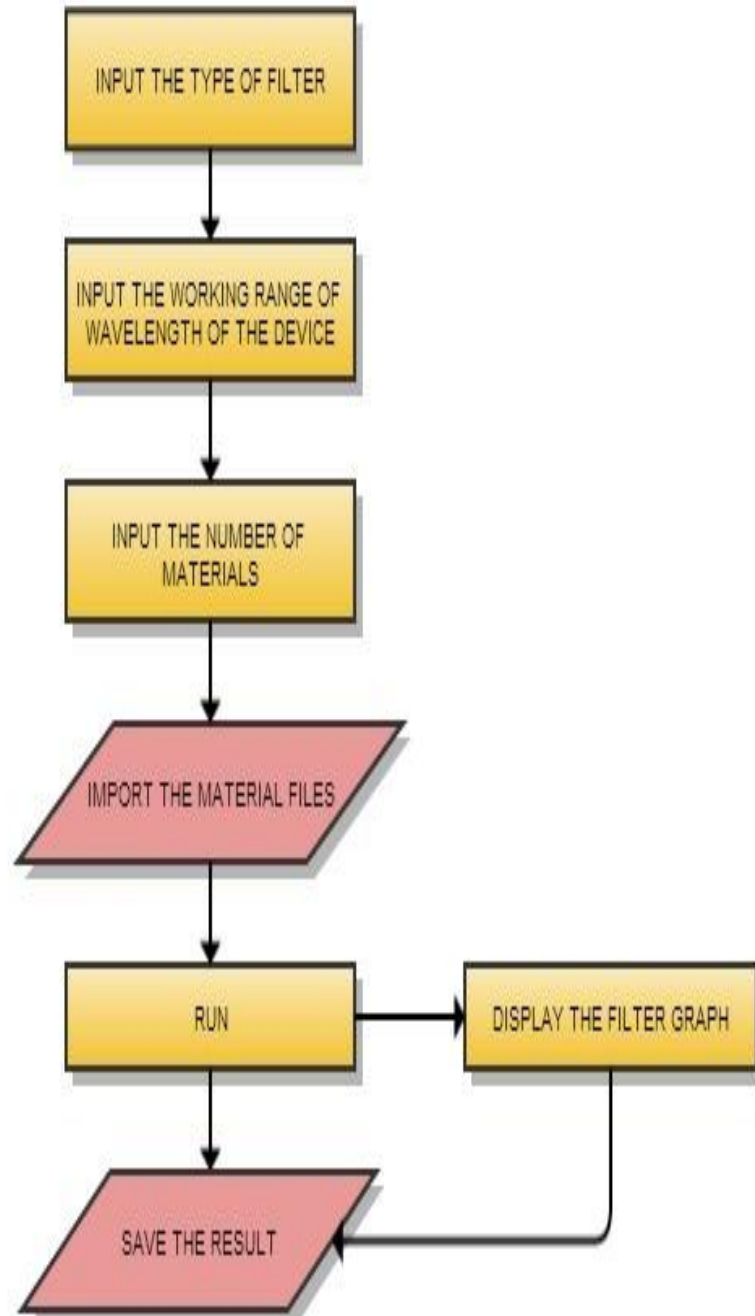 INPUT THE TYPE OF FILTER
INPUT THE WORKING RANGE OF
WAVELENGTH OF THE DEVICE
INPUT THE NUMBER OF
MATERIALS
IMPORT THE MATERIAL FILES
RUN
DISPLAY THE FILTER GRAPH
SAVE THE RESULT